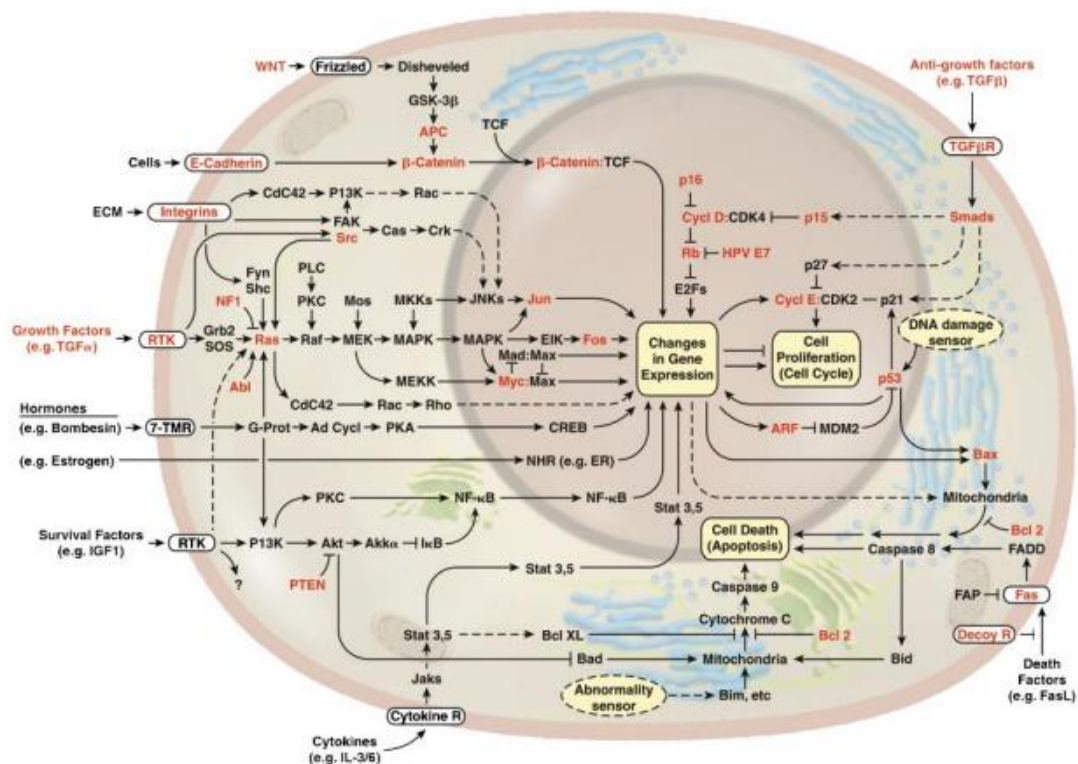 WNT
Frizzled
Disheveled
GSK-3β
APC
TCF
Cells
E-Cadherin
β-Catenin
β-Catenin:TCF
Anti-growth factors
(e.g. TGFβ)
TGFβR
p16
Cycl D:CDK4
p15
Smads
CdC42
P13K
Rac
ECM
Integrins
FAK
Src
Cas
Crk
Rb
HPV E7
E2Fs
p27
Fyn
Shc
PLC
PKC
Mos
MKKs
JNKs
Jun
Cycl E:CDK2
p21
NF1
Growth Factors
(e.g. TGFα)
RTK
Grb2
SOS
Ras
Raf
MEK
MAPK
MAPK
ElK
Fos
Changes
in Gene
Expression
Cell
Proliferation
(Cell Cycle)
DNA damage
sensor
Mad:Max
MEKK
Myc:Max
p53
Abl
CdC42
Rac
Rho
Hormones
(e.g. Bombesin)
7-TMR
G-Prot
Ad Cycl
PKA
CREB
ARF
MDM2
(e.g. Estrogen)
NHR (e.g. ER)
Bax
PKC
NF-κB
NF-κB
Stat 3,5
Mitochondria
Bcl 2
Survival Factors
(e.g. IGF1)
RTK
P13K
Akt
Akkα
IκB
?
PTEN
Cell Death
(Apoptosis)
Caspase 8
FADD
Stat 3,5
Caspase 9
FAP
Fas
Cytochrome C
Stat 3,5
Bcl XL
Bcl 2
Decoy R
Bad
Mitochondria
Bid
Death
Factors
(e.g. FasL)
Jaks
Abnormality
sensor
Bim, etc
Cytokine R
Cytokines
(e.g. IL-3/6)